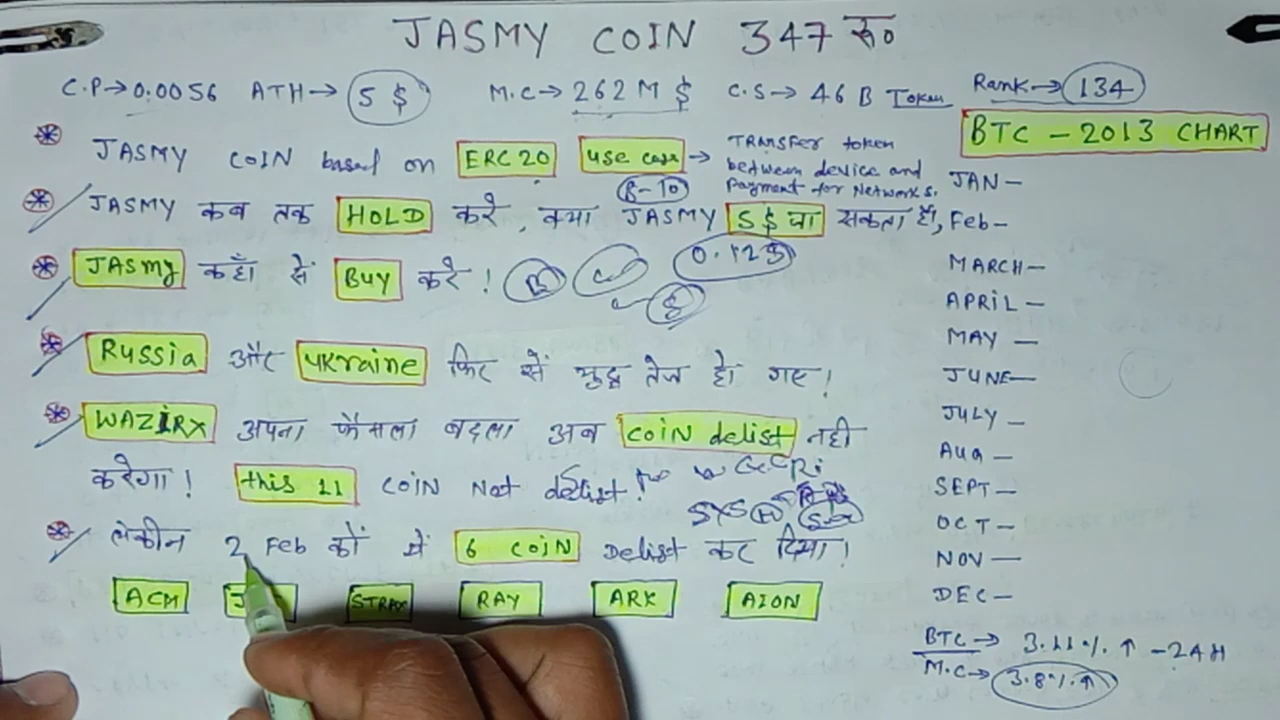 JASMY COIN 347 रु०
C.P→0.0056 ATH→ 5 $ M.C→262 M $ C.S→ 46 B Token Rank→134
BTC - 2013 CHART
JASMY COIN based on ERC20 use case→ TRANSFER token
between device and
payment for Networks.
8-10
JASMY कब तक HOLD करे, क्या JASMY 5$ जा सकता है,
JASMY कहाँ से BUY करे ! B C 0.123
Russia और ukraine फिर से युद्ध तेज हो गए!
WAZIRX अपना फैसला बदला अब coin delist नही
करेगा! this 11 COIN Not delist!
SYS
लेकीन 2 Feb को ये 6 COIN Delist कर दिया!
ACM STRAX RAY ARK AION
JAN-
Feb-
MARCH-
APRIL-
MAY -
JUNE-
JULY -
Aug -
SEPT-
OCT-
NOV-
DEC-
BTC→ 3.11% ↑ -24H
M.C→ 3.8% ↑